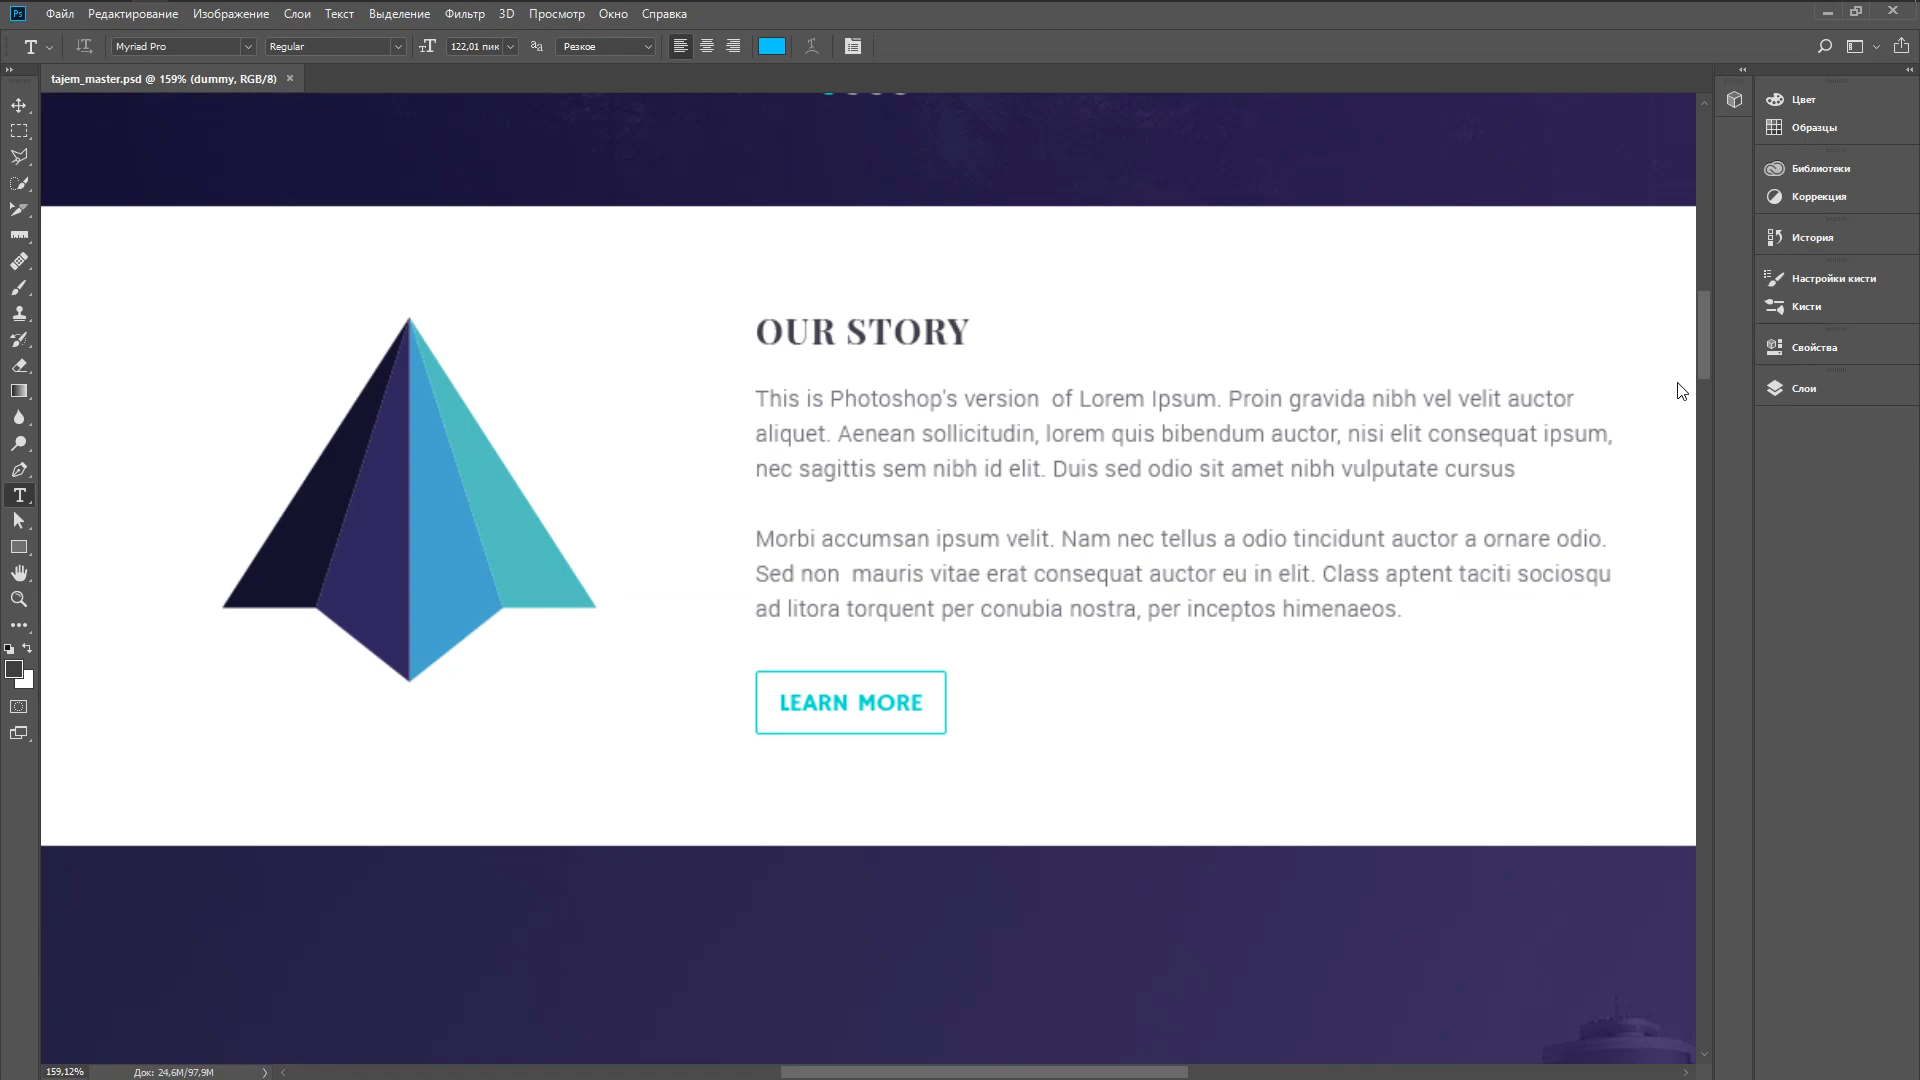 Ps Файл Редактирование Изображение Слои Текст Выделение Фильтр 3D Просмотр Окно Справка
T Myriad Pro Regular 122,01 пик aa Резкое
tajem_master.psd @ 159% (dummy, RGB/8) ×
Цвет
Образцы
Библиотеки
Коррекция
История
Настройки кисти
Кисти
Свойства
Слои
OUR STORY
This is Photoshop's version of Lorem Ipsum. Proin gravida nibh vel velit auctor
aliquet. Aenean sollicitudin, lorem quis bibendum auctor, nisi elit consequat ipsum,
nec sagittis sem nibh id elit. Duis sed odio sit amet nibh vulputate cursus
Morbi accumsan ipsum velit. Nam nec tellus a odio tincidunt auctor a ornare odio.
Sed non mauris vitae erat consequat auctor eu in elit. Class aptent taciti sociosqu
ad litora torquent per conubia nostra, per inceptos himenaeos.
LEARN MORE
159,12% Док: 24,6M/97,9M